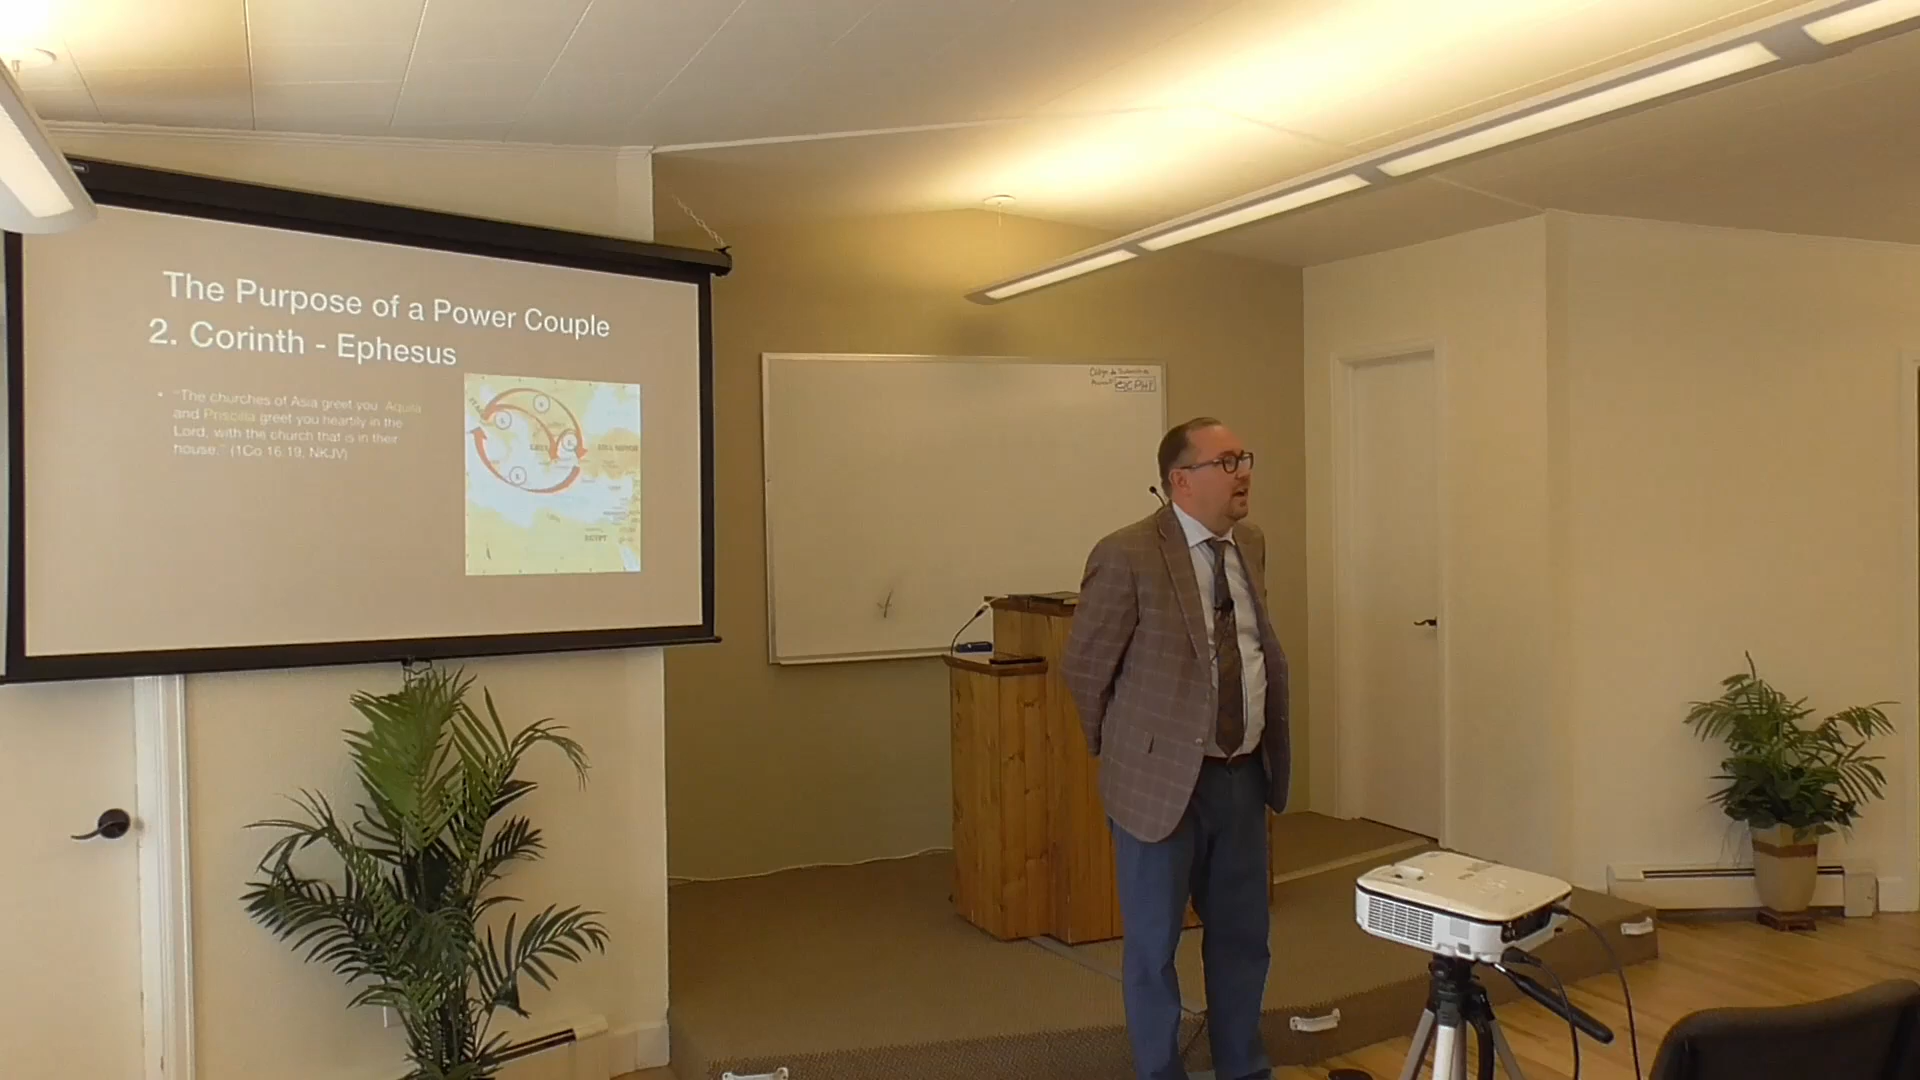 The Purpose of a Power Couple
2. Corinth - Ephesus
• "The churches of Asia greet you. Aquila
and Priscilla greet you heartily in the
Lord, with the church that is in their
house." (1Co 16:19, NKJV)
EGYPT